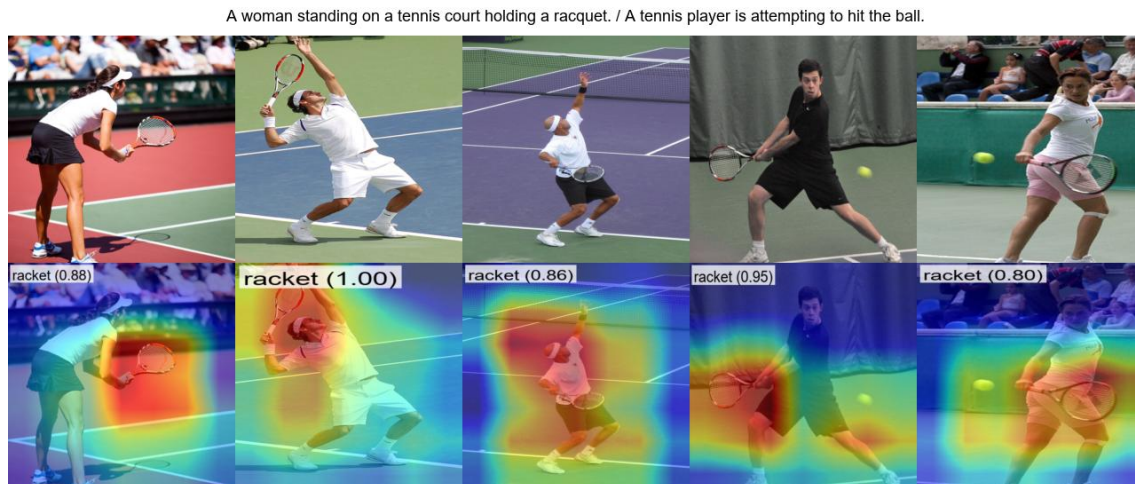 A woman standing on a tennis court holding a racquet. / A tennis player is attempting to hit the ball.
racket (0.88)
racket (1.00)
racket (0.86)
racket (0.95)
racket (0.80)